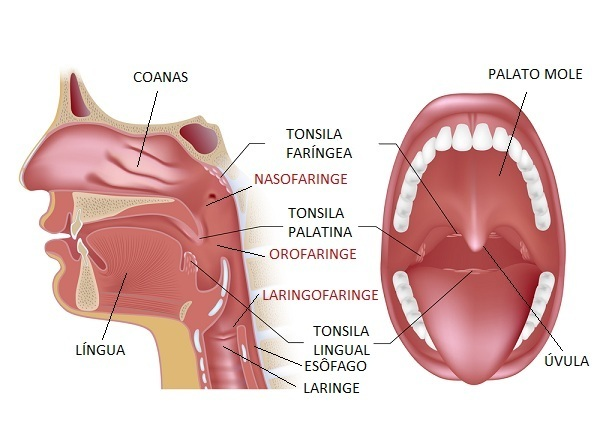 COANAS
PALATO MOLE
TONSILA
FARÍNGEA
NASOFARINGE
TONSILA
PALATINA
OROFARINGE
LARINGOFARINGE
TONSILA
LINGUAL
LÍNGUA
ESÔFAGO
ÚVULA
LARINGE